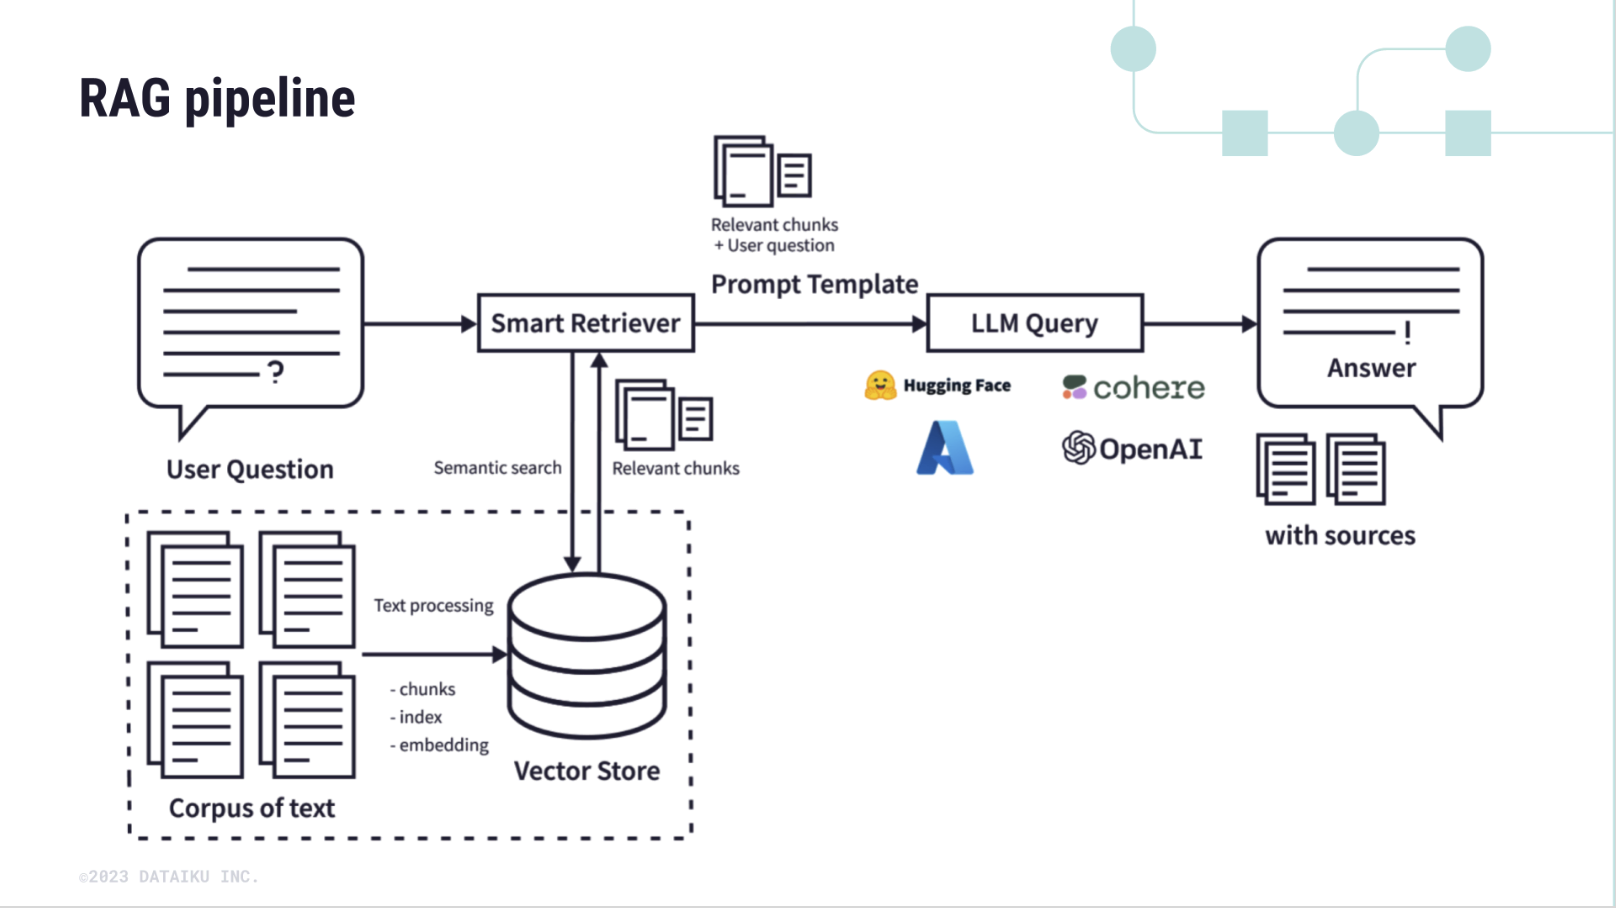 RAG pipeline
Relevant chunks
+ User question
Prompt Template
?
User Question
Smart Retriever
LLM Query
!
Answer
Hugging Face
cohere
OpenAI
with sources
Semantic search
Relevant chunks
Text processing
- chunks
- index
- embedding
Vector Store
Corpus of text
©2023 DATAIKU INC.